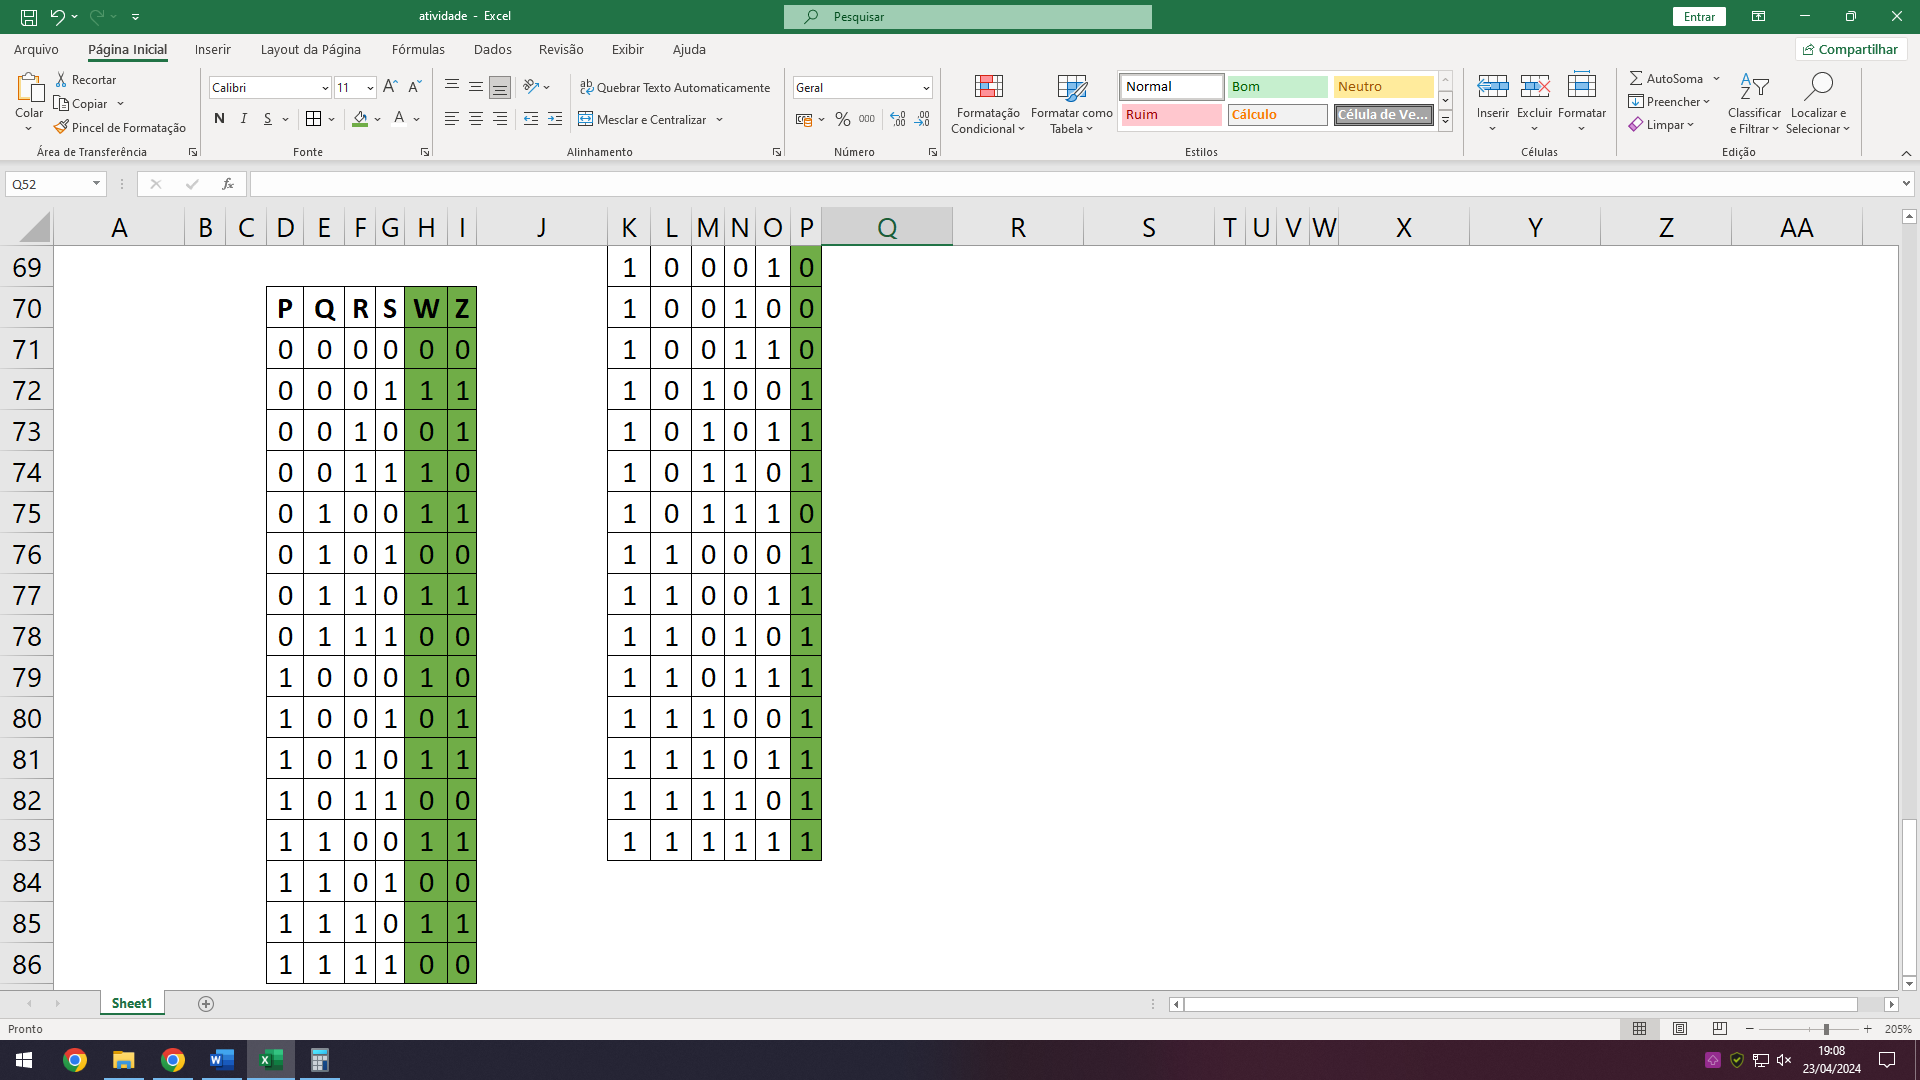 atividade - Excel
Pesquisar
Entrar
Arquivo Página Inicial Inserir Layout da Página Fórmulas Dados Revisão Exibir Ajuda Compartilhar
Colar
Recortar
Copiar
Pincel de Formatação
Área de Transferência
Calibri 11
N I S A
Fonte
Quebrar Texto Automaticamente
Mesclar e Centralizar
Alinhamento
Geral
% 000
Número
Formatação Condicional
Formatar como Tabela
Normal Bom Neutro
Ruim Cálculo Célula de Ve...
Estilos
Inserir Excluir Formatar
Células
AutoSoma
Preencher
Limpar
Classificar e Filtrar
Localizar e Selecionar
Edição
Q52 fx
A B C D E F G H I J K L M N O P Q R S T U V W X Y Z AA
69 1 0 0 0 1 0
70 P Q R S W Z 1 0 0 1 0 0
71 0 0 0 0 0 0 1 0 0 1 1 0
72 0 0 0 1 1 1 1 0 1 0 0 1
73 0 0 1 0 0 1 1 0 1 0 1 1
74 0 0 1 1 1 0 1 0 1 1 0 1
75 0 1 0 0 1 1 1 0 1 1 1 0
76 0 1 0 1 0 0 1 1 0 0 0 1
77 0 1 1 0 1 1 1 1 0 0 1 1
78 0 1 1 1 0 0 1 1 0 1 0 1
79 1 0 0 0 1 0 1 1 0 1 1 1
80 1 0 0 1 0 1 1 1 1 0 0 1
81 1 0 1 0 1 1 1 1 1 0 1 1
82 1 0 1 1 0 0 1 1 1 1 0 1
83 1 1 0 0 1 1 1 1 1 1 1 1
84 1 1 0 1 0 0
85 1 1 1 0 1 1
86 1 1 1 1 0 0
Sheet1
Pronto 205%
19:08
23/04/2024